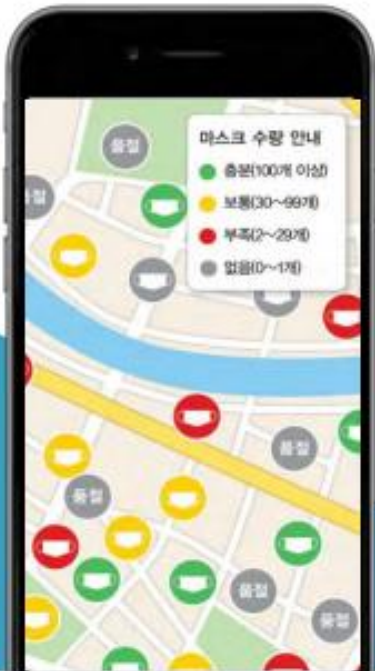 품절
마스크 수량 안내
충분(100개 이상)
보통(30~99개)
부족(2~29개)
없음(0~1개)
품절
품절
품절
품절
품절